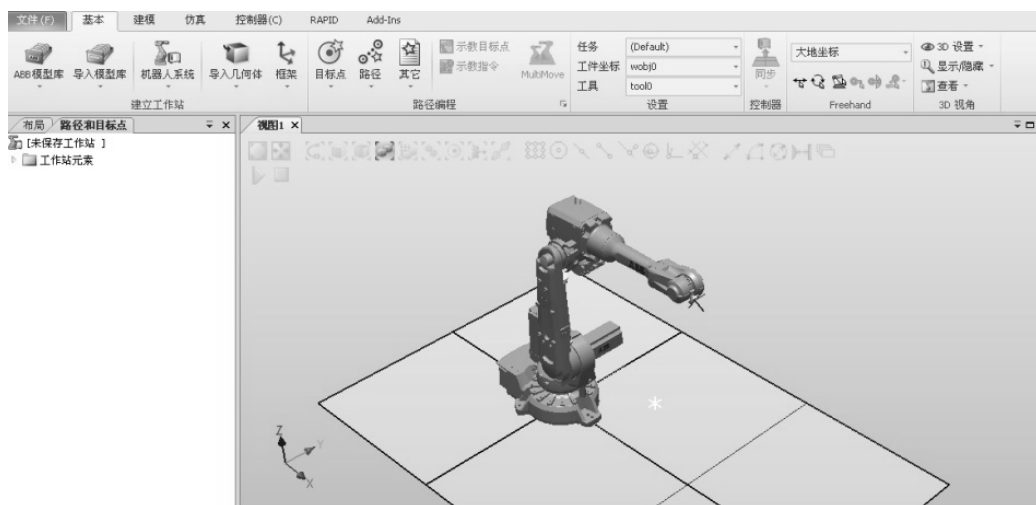 文件(F) 基本 建模 仿真 控制器(C) RAPID Add-Ins
ABB模型库 导入模型库 机器人系统 导入几何体 框架
建立工作站
目标点 路径 其它
示教目标点
示教指令
MultiMove
路径编程
任务 (Default)
工件坐标 wobj0
工具 tool0
设置
同步
控制器
大地坐标
Freehand
3D 设置
显示/隐藏
查看
3D 视角
布局 路径和目标点
[未保存工作站 ]
工作站元素
视图1
ABB
Z
Y
X